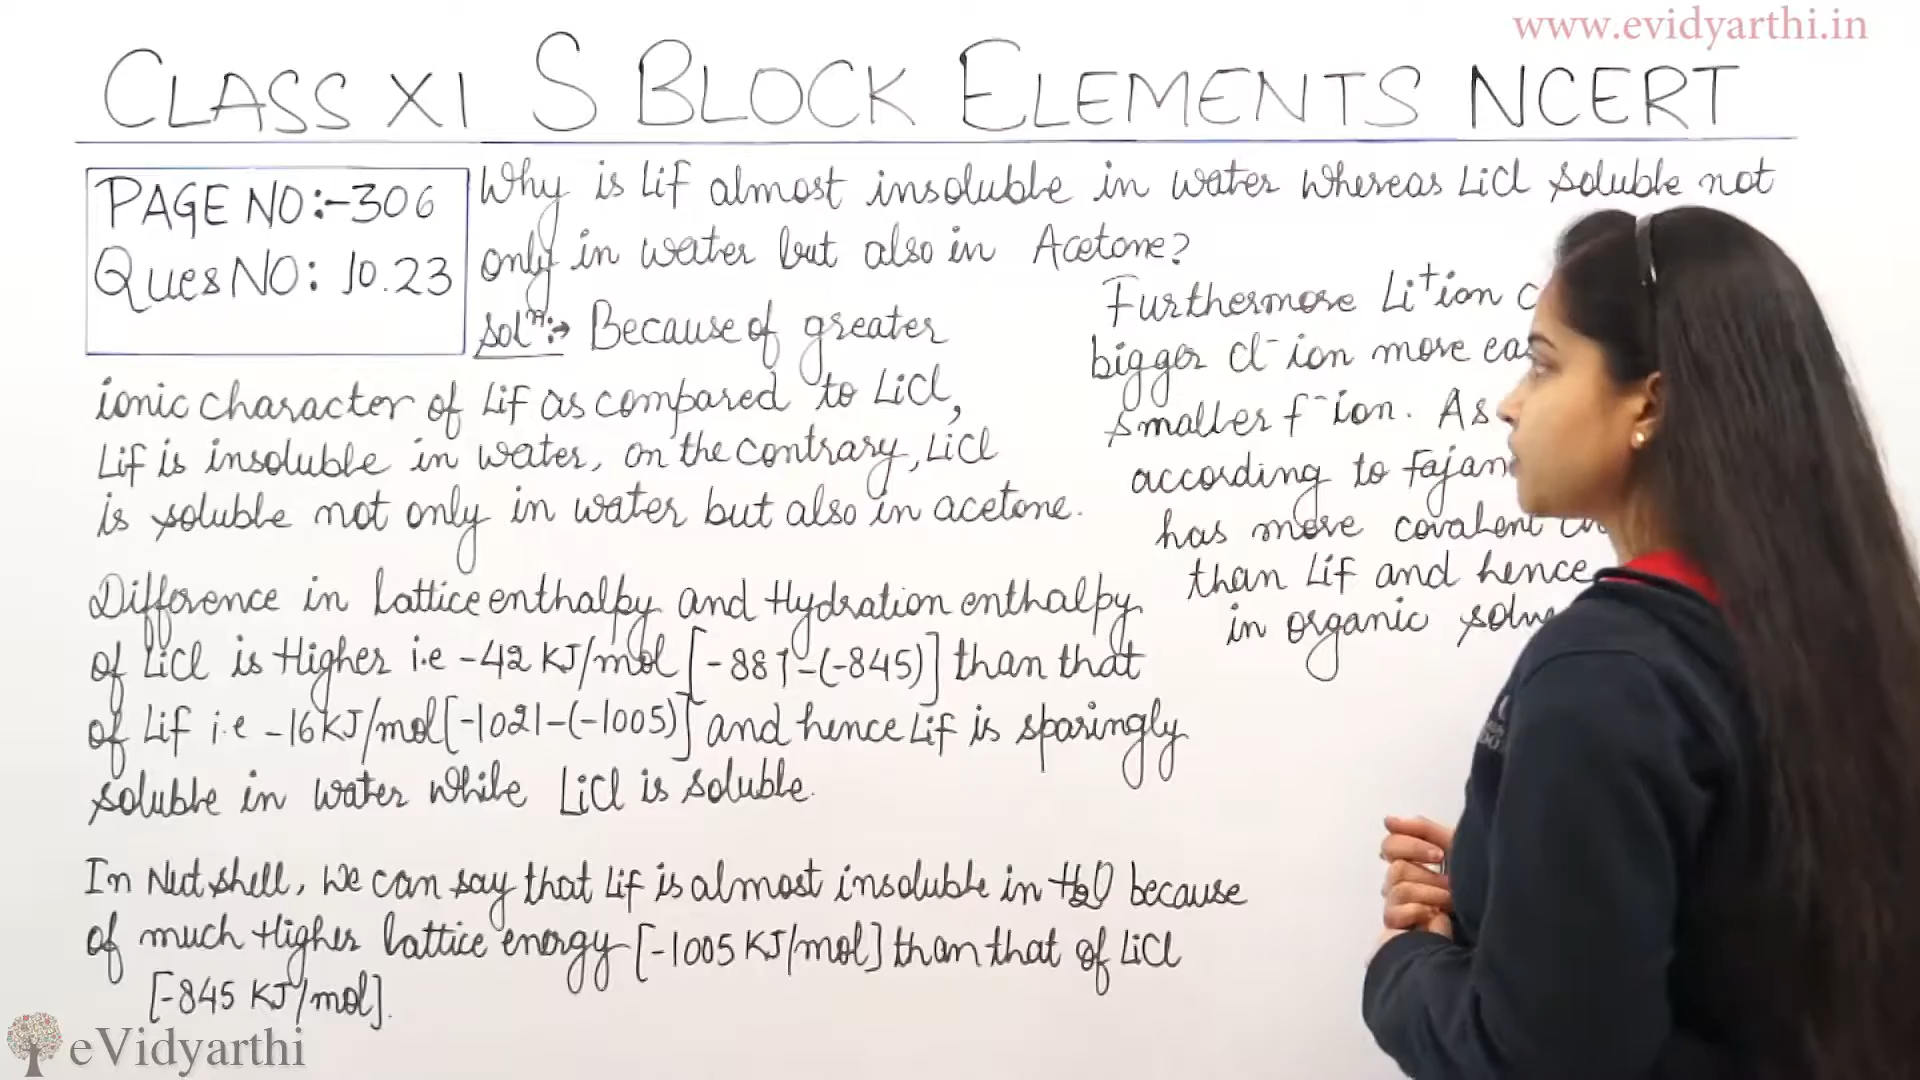 www.evidyarthi.in
CLASS XI S BLOCK ELEMENTS NCERT
PAGE NO:-306
QUES NO: 10.23
Why is Lif almost insoluble in water whereas LiCl soluble not
only in water but also in Acetone?
Solⁿ:→ Because of greater
ionic character of Lif as compared to LiCl,
Lif is insoluble in water, on the contrary, LiCl
is soluble not only in water but also in acetone.
Difference in Lattice enthalpy and Hydration enthalpy
of LiCl is Higher i.e -42 KJ/mol [-887-(-845)] than that
of Lif i.e -16KJ/mol[-1021-(-1005)] and hence Lif is sparingly
soluble in water while LiCl is soluble.
In Nut shell, we can say that Lif is almost insoluble in H2O because
of much Higher lattice energy [-1005 KJ/mol] than that of LiCl
[-845 KJ/mol].
Furthermore Li⁺ion
bigger Cl⁻ ion more
smaller f⁻ion. As
according to
has more covalent
than Lif and hence
in organic
eVidyarthi